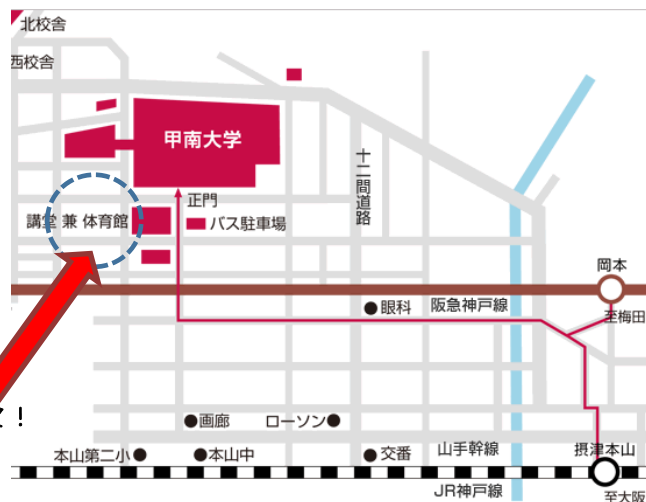 北校舎
西校舎
甲南大学
十二間道路
正門
講堂 兼 体育館
バス駐車場
岡本
眼科
阪急神戸線
至梅田
！
画廊
ローソン
本山第二小
本山中
交番
山手幹線
摂津本山
JR神戸線
至大阪